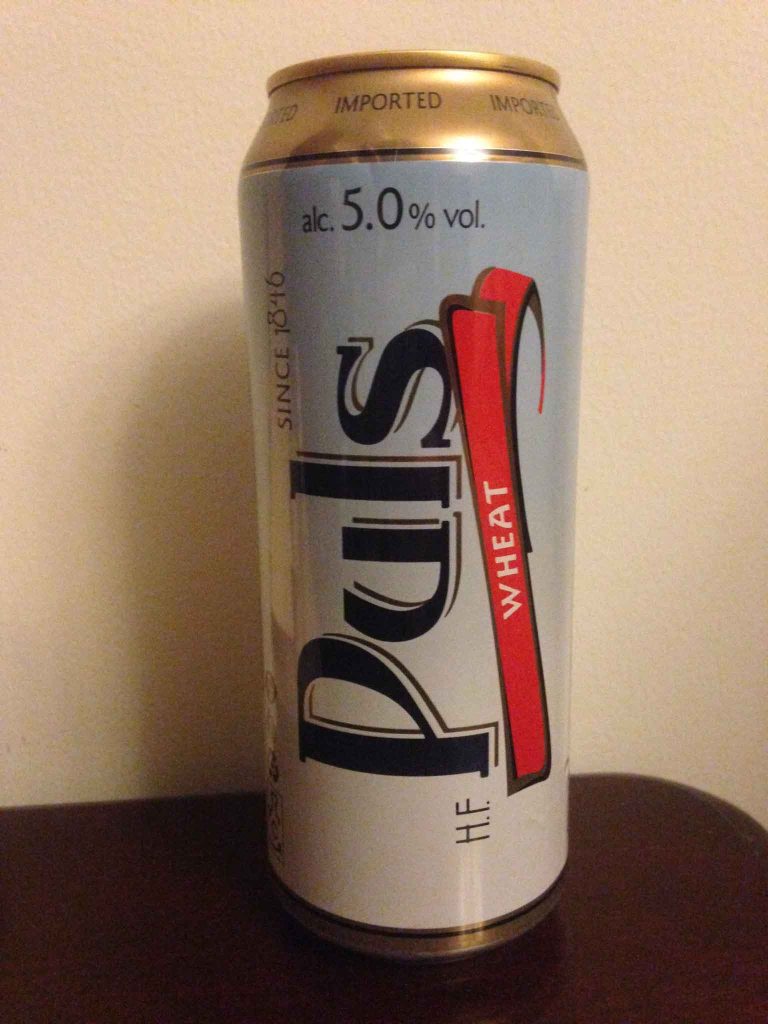 IMPORTED IMPORTED
alc. 5.0% vol.
SINCE 1846
H.F. Puls
WHEAT